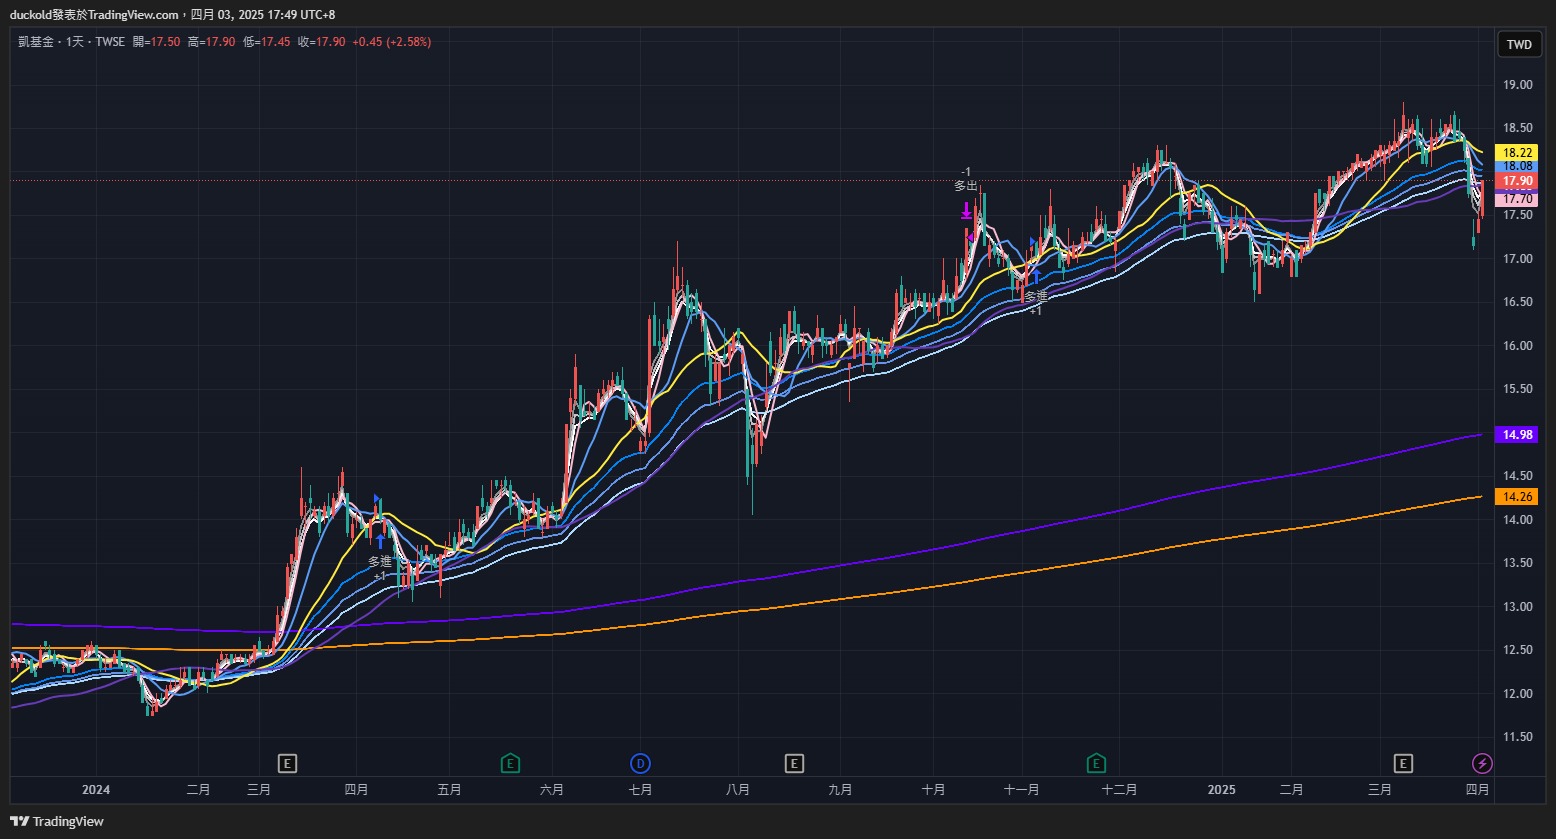 duckold發表於TradingView.com，四月 03, 2025 17:49 UTC+8
凱基金 · 1天 · TWSE 開=17.50 高=17.90 低=17.45 收=17.90 +0.45 (+2.58%)
TWD
19.00
18.50
18.22
18.08
17.90
17.70
17.50
17.00
16.50
16.00
15.50
14.98
14.50
14.26
14.00
13.50
13.00
12.50
12.00
11.50
-1
多出
多進
+1
多進
+1
E
E
D
E
E
E
2024 二月 三月 四月 五月 六月 七月 八月 九月 十月 十一月 十二月 2025 二月 三月 四月
TradingView